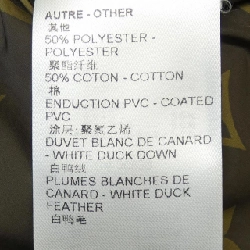 AUTRE - OTHER
其他
50% POLYESTER -
POLYESTER
聚酯纤维
50% COTON - COTTON
棉
ENDUCTION PVC - COATED
PVC
涂层:聚氯乙烯
DUVET BLANC DE CANARD
- WHITE DUCK DOWN
白鸭绒
PLUMES BLANCHES DE
CANARD - WHITE DUCK
FEATHER
白鸭毛